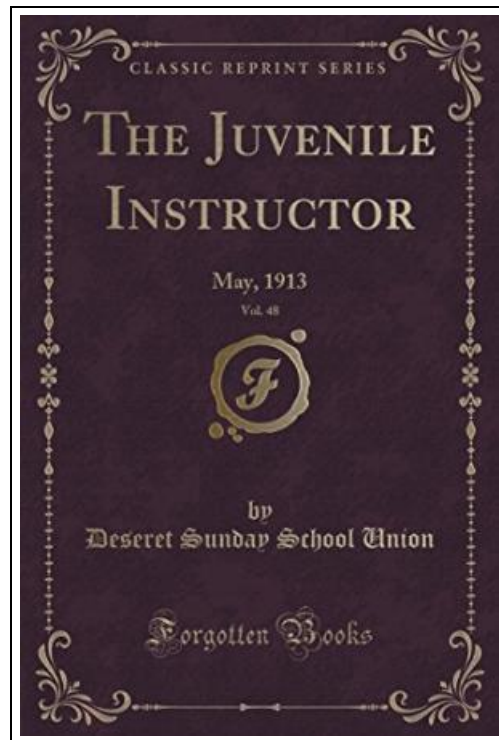 CLASSIC REPRINT SERIES
THE JUVENILE
INSTRUCTOR
May, 1913
Vol. 48
F
by
Deseret Sunday School Union
Forgotten Books